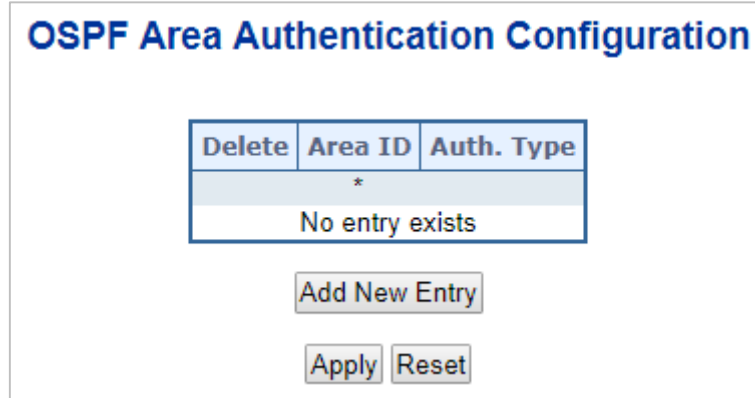 OSPF Area Authentication Configuration
Delete Area ID Auth. Type
*
No entry exists
Add New Entry
Apply Reset